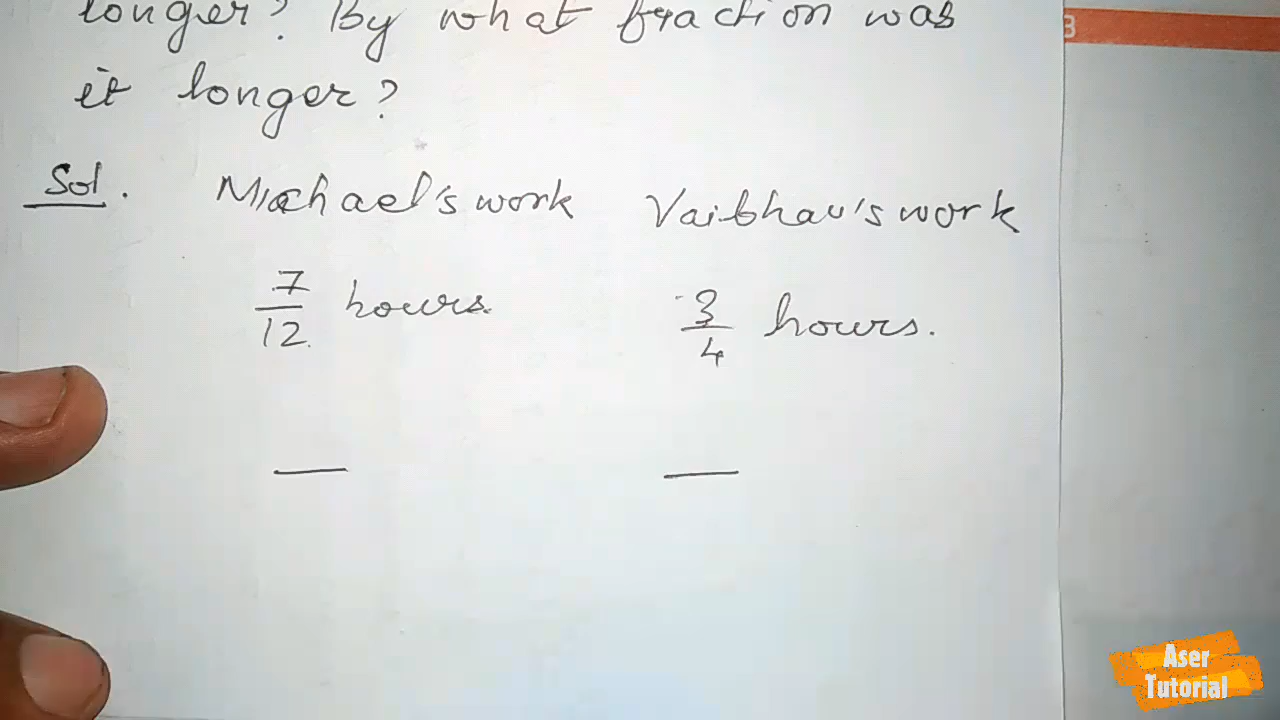 longer? By what fraction was
it longer?
Sol. Michael's work Vaibhav's work
7/12 hours. 3/4 hours.
3
Aser
Tutorial